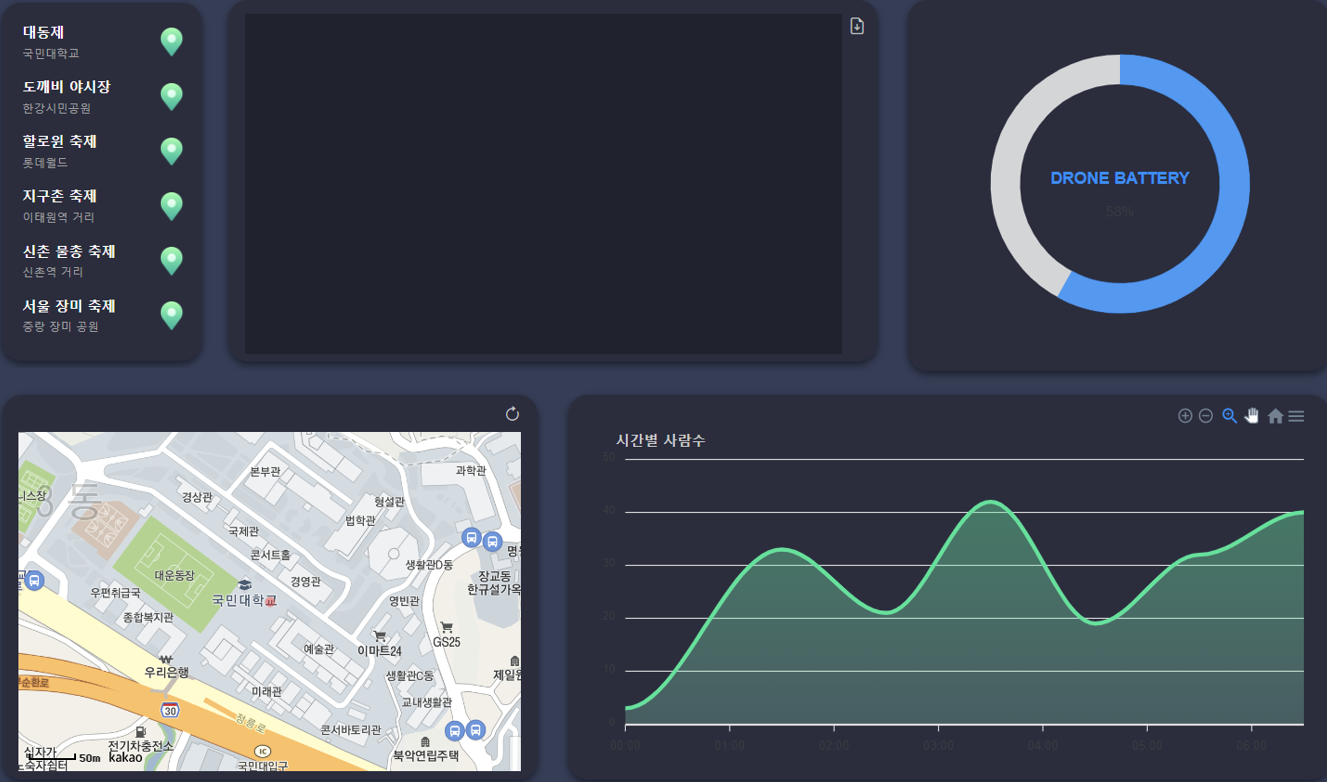 대동제
국민대학교
도깨비 야시장
한강시민공원
할로윈 축제
롯데월드
지구촌 축제
이태원역 거리
신촌 물총 축제
신촌역 거리
서울 장미 축제
중랑 장미 공원
DRONE BATTERY
58%
본부관
과학관
니스장
3동
경상관
형설관
법학관
국제관
콘서트홀
생활관D동
대운동장
경영관
장교동
한규설가옥
우편취급국
국민대학교
영빈관
종합복지관
예술관
이마트24
GS25
우리은행
생활관C동
제일
미래관
교내생활관
30
정릉로
콘서바토리관
십자가
전기차충전소
IC
북악연립주택
50m
kakao
국민대입구
시간별 사람수
50
40
30
20
10
0
00:00
01:00
02:00
03:00
04:00
05:00
06:00